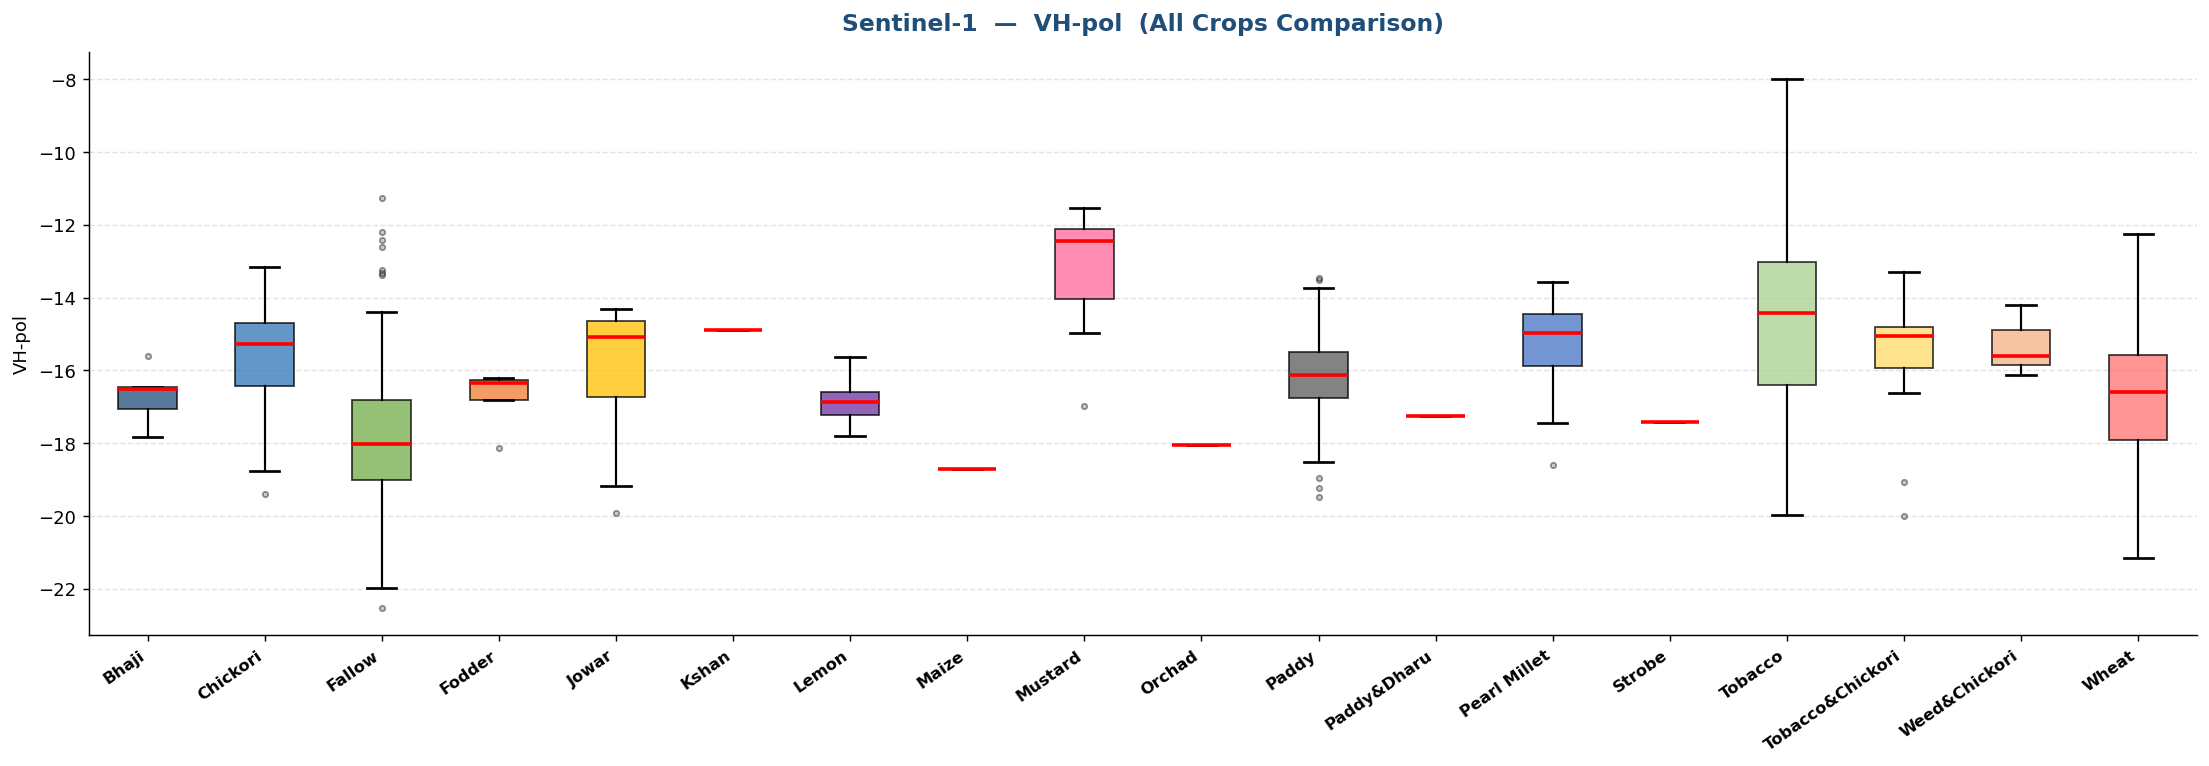 Sentinel-1 — VH-pol (All Crops Comparison)
VH-pol
−8
−10
−12
−14
−16
−18
−20
−22
Bhaji
Chickori
Fallow
Fodder
Jowar
Kshan
Lemon
Maize
Mustard
Orchad
Paddy
Paddy&Dharu
Pearl Millet
Strobe
Tobacco
Tobacco&Chickori
Weed&Chickori
Wheat